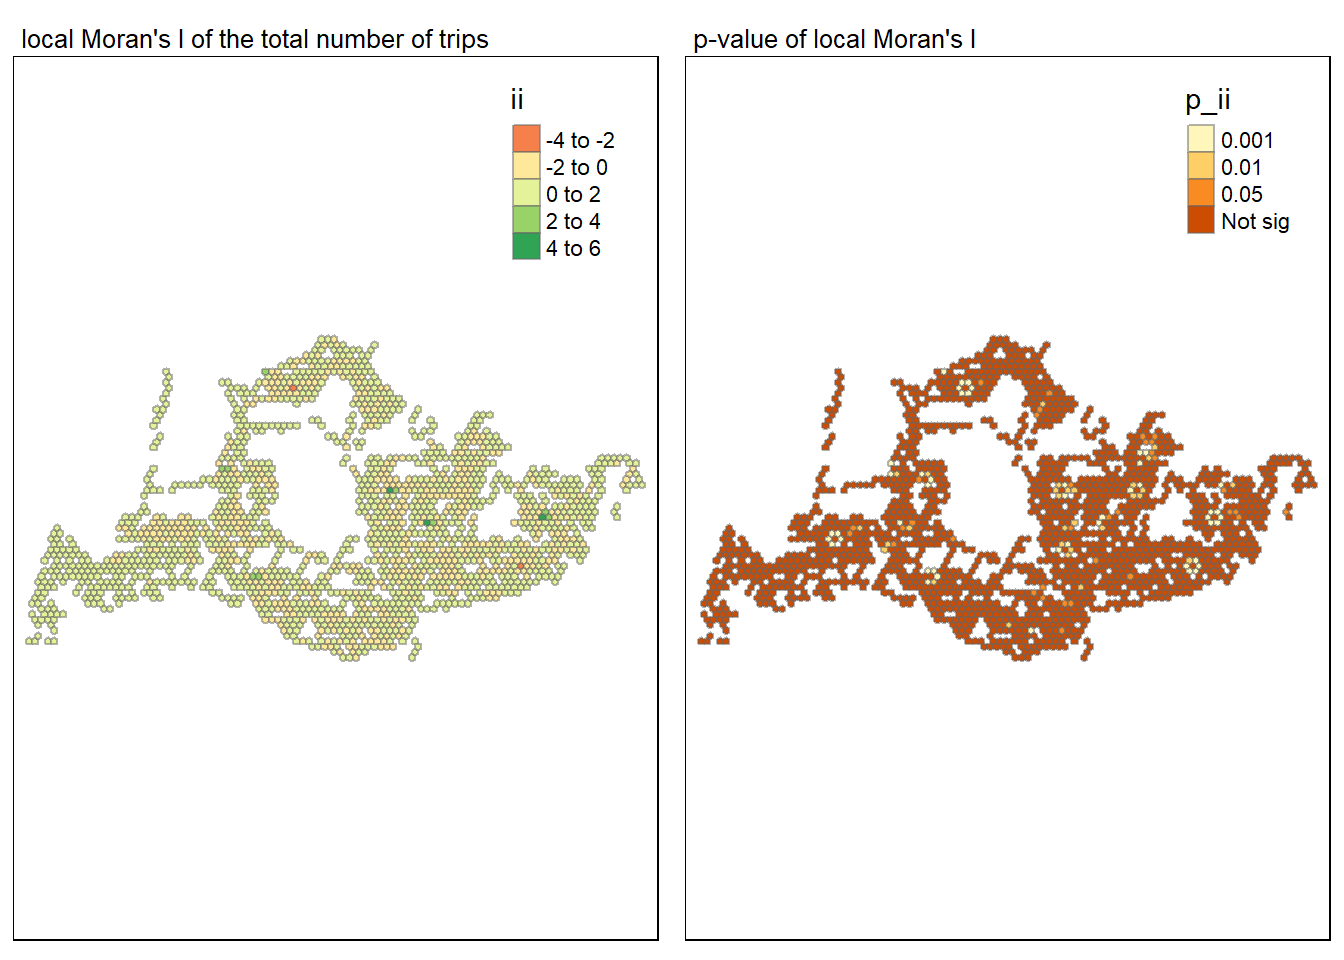 local Moran's I of the total number of trips
ii
-4 to -2
-2 to 0
0 to 2
2 to 4
4 to 6
p-value of local Moran's I
p_ii
0.001
0.01
0.05
Not sig